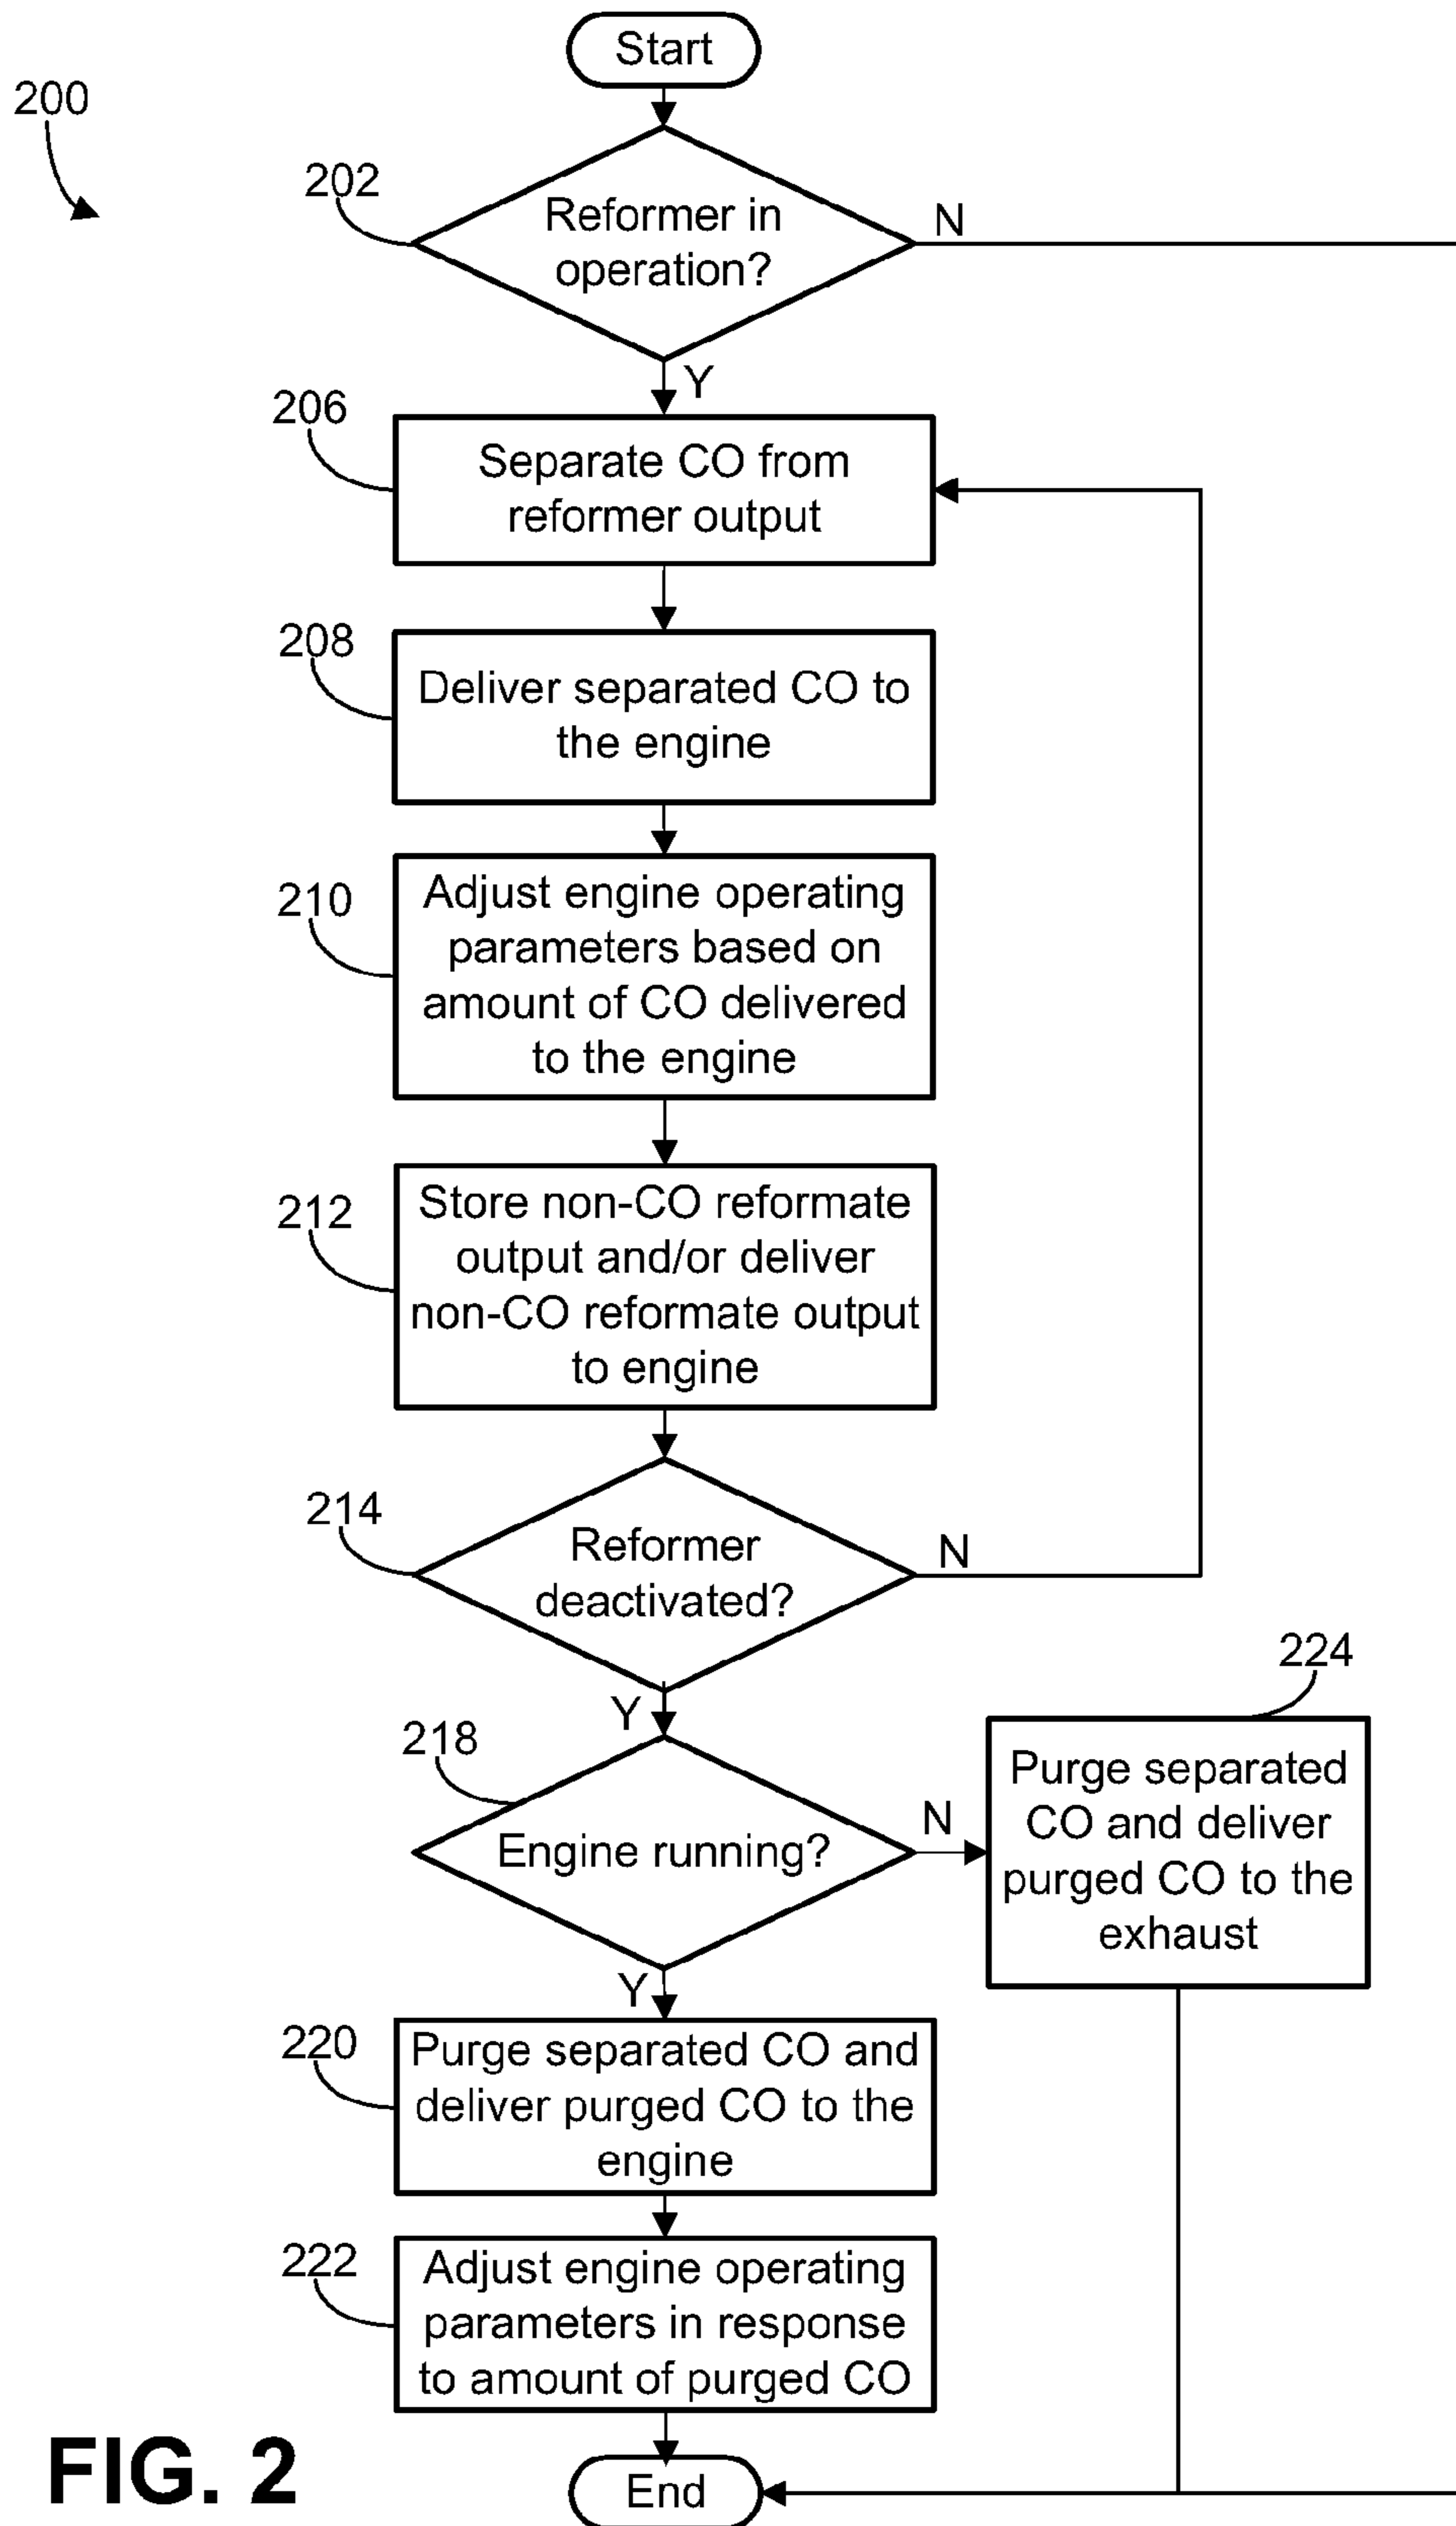 Start
200
202
Reformer in
operation?
N
Y
206
Separate CO from
reformer output
208
Deliver separated CO to
the engine
210
Adjust engine operating
parameters based on
amount of CO delivered
to the engine
212
Store non-CO reformate
output and/or deliver
non-CO reformate output
to engine
214
Reformer
deactivated?
N
Y
218
Engine running?
N
224
Purge separated
CO and deliver
purged CO to the
exhaust
Y
220
Purge separated CO and
deliver purged CO to the
engine
222
Adjust engine operating
parameters in response
to amount of purged CO
End
FIG. 2